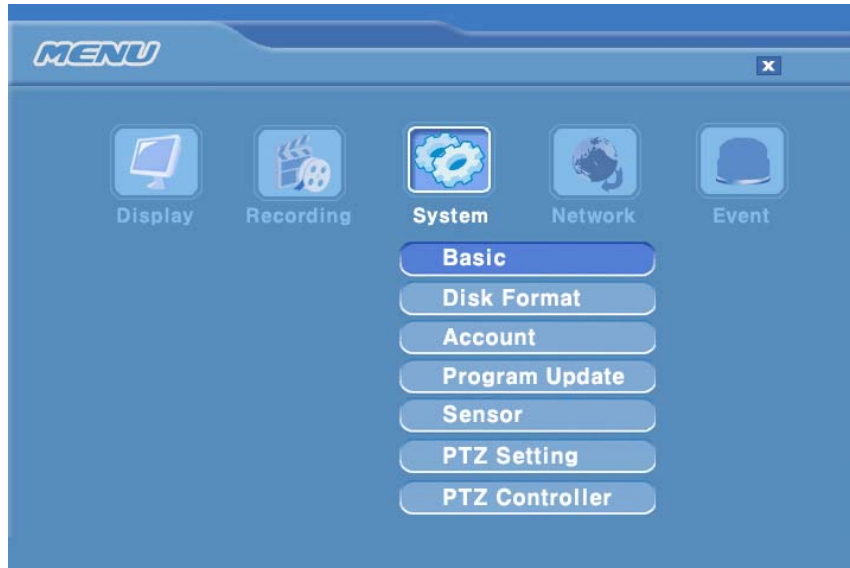 MENU
X
Display Recording System Network Event
Basic
Disk Format
Account
Program Update
Sensor
PTZ Setting
PTZ Controller